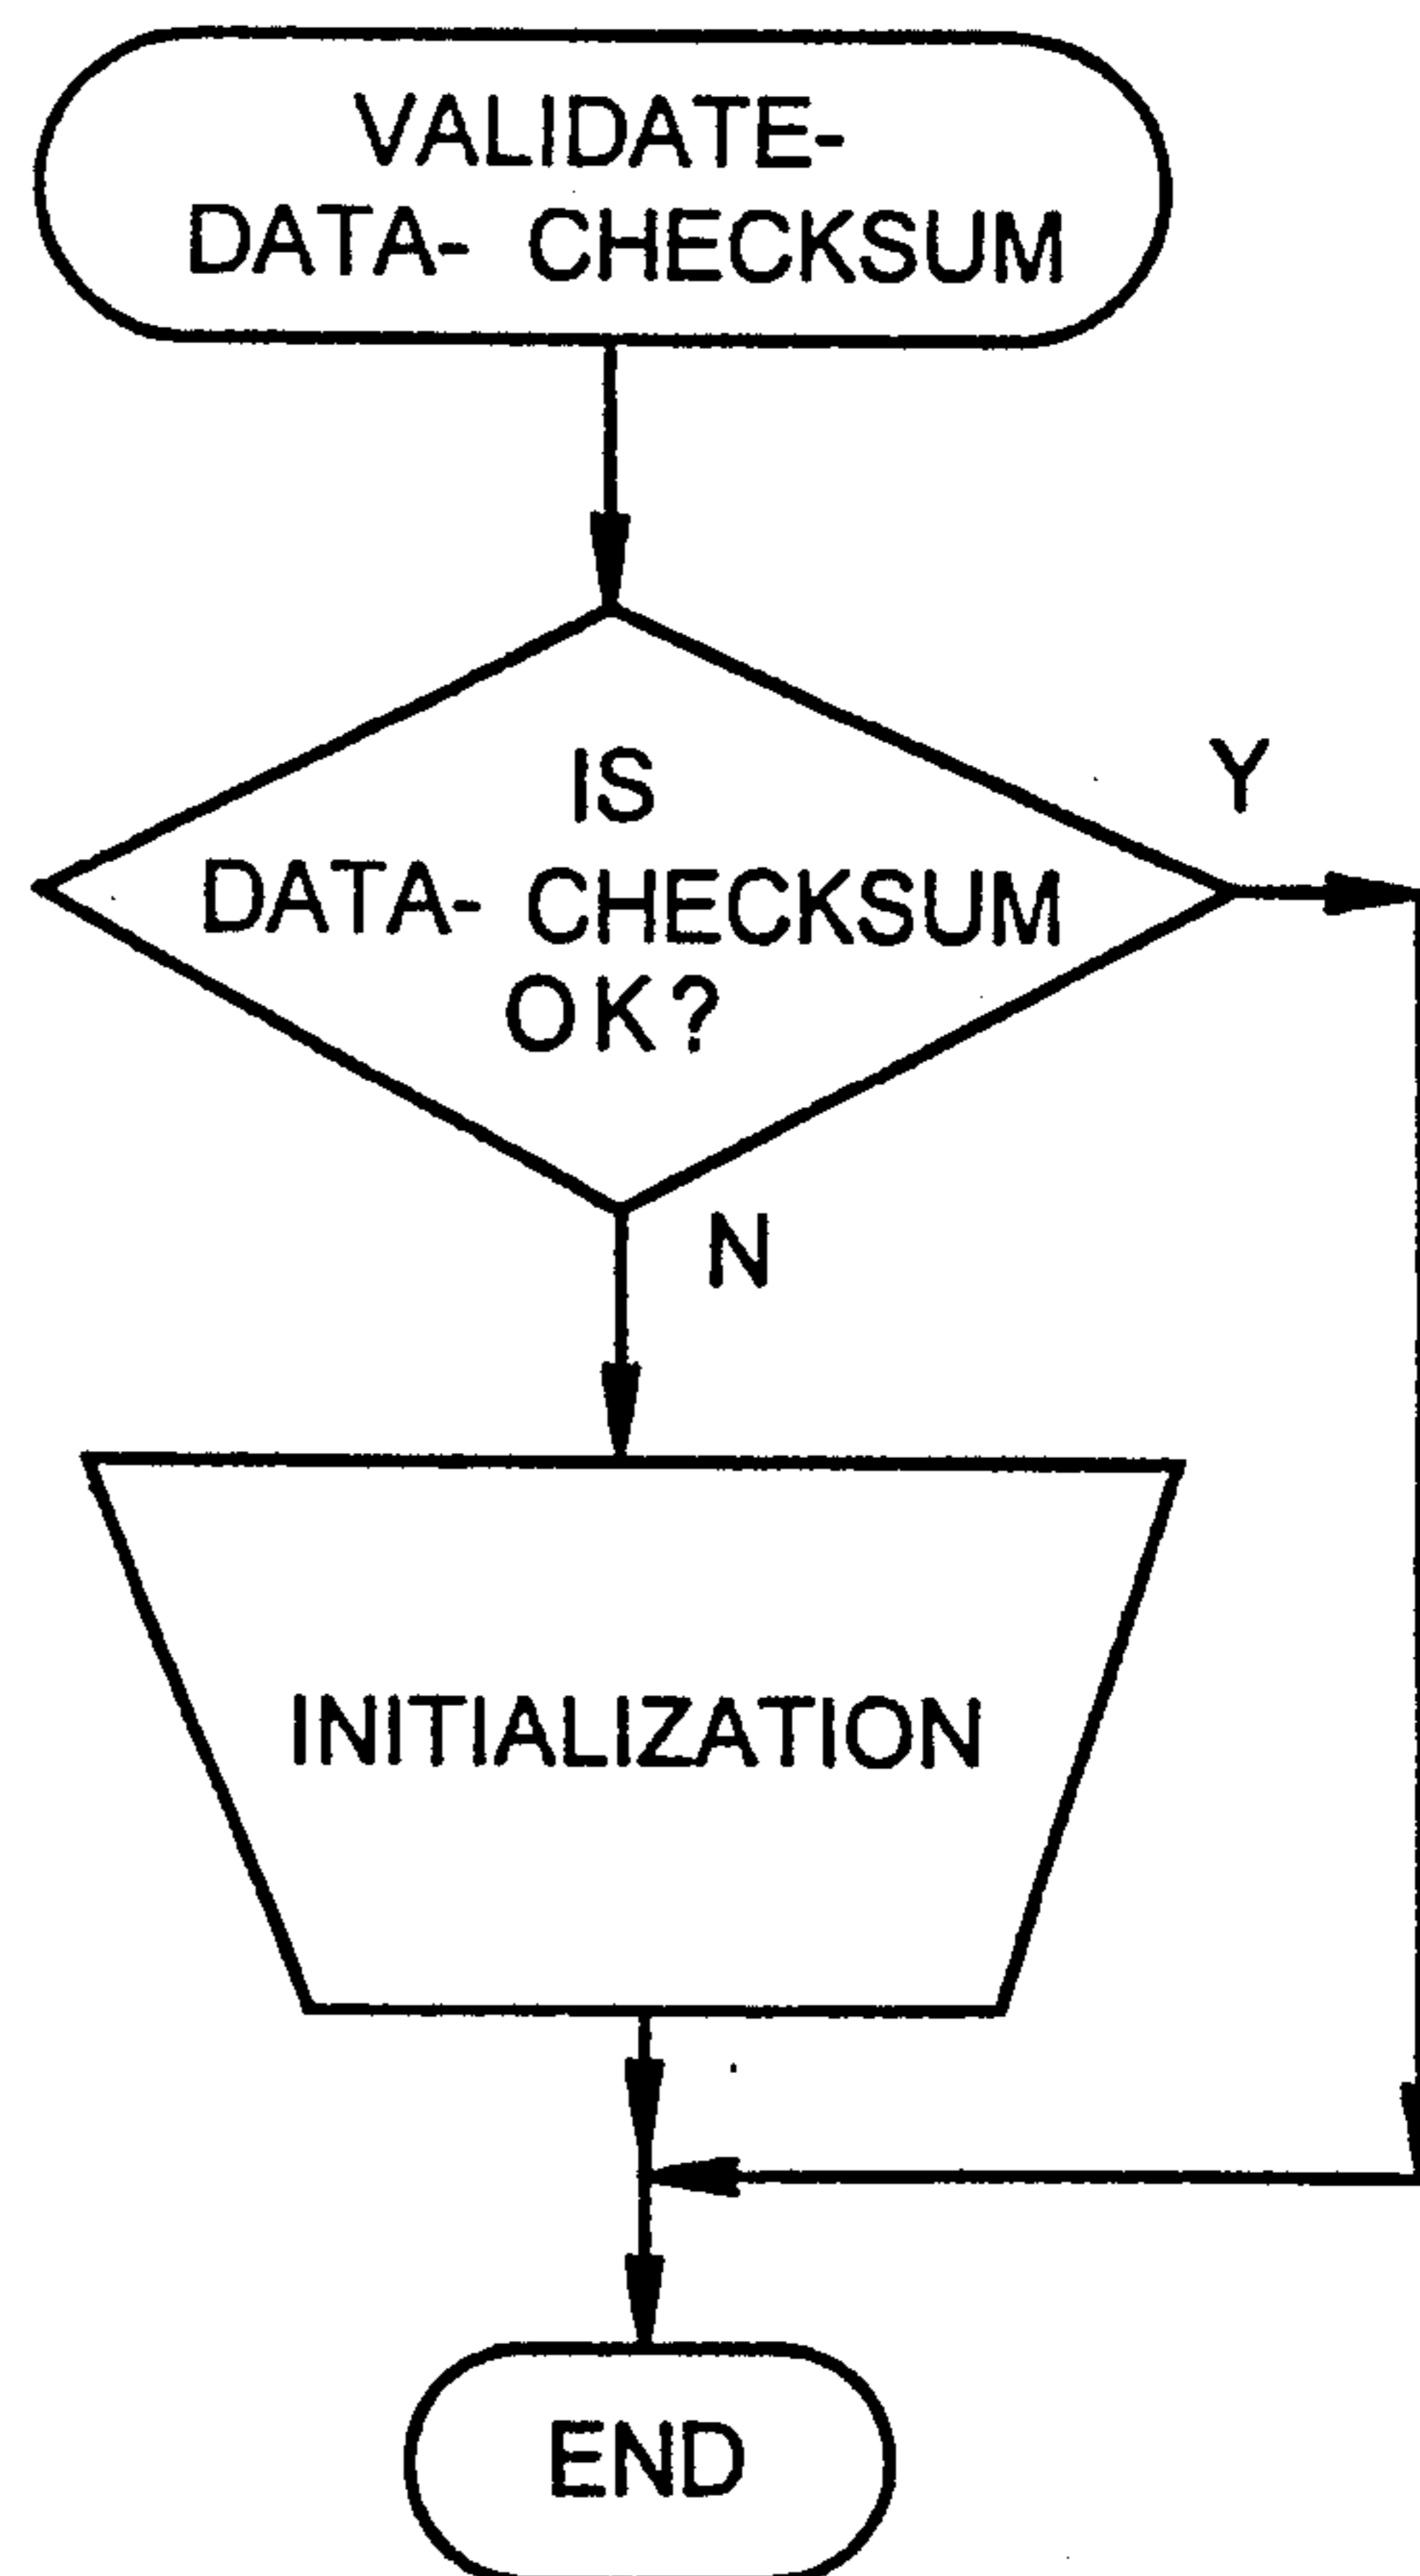 VALIDATE-
DATA- CHECKSUM
IS
DATA- CHECKSUM
OK?
Y
N
INITIALIZATION
END